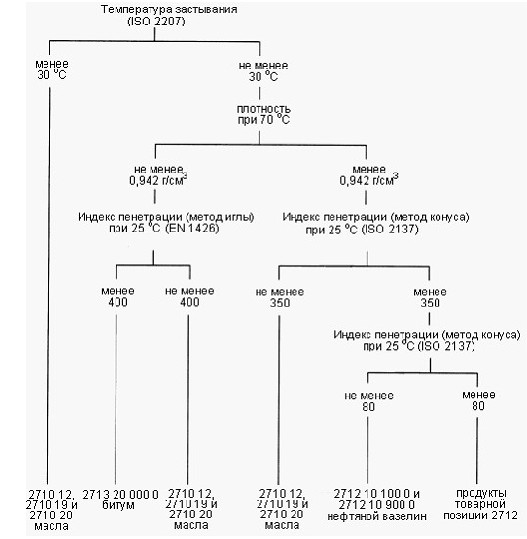 Температура застывания
(ISO 2207)
менее
30 °C
не менее
30 °C
плотность
при 70 °C
не менее
0,942 г/см3
менее
0,942 г/см3
Индекс пенетрации (метод иглы)
при 25 °C (EN 1426)
Индекс пенетрации (метод конуса)
при 25 °C (ISO 2137)
менее
400
не менее
400
не менее
350
менее
350
Индекс пенетрации (метод конуса)
при 25 °C (ISO 2137)
не менее
80
менее
80
2710 12,
2710 19 и
2710 20
масла
2713 20 000 0
битум
2710 12,
2710 19 и
2710 20
масла
2710 12,
2710 19 и
2710 20
масла
2712 10 100 0 и
2712 10 900 0
нефтяной вазелин
продукты
товарной
позиции 2712